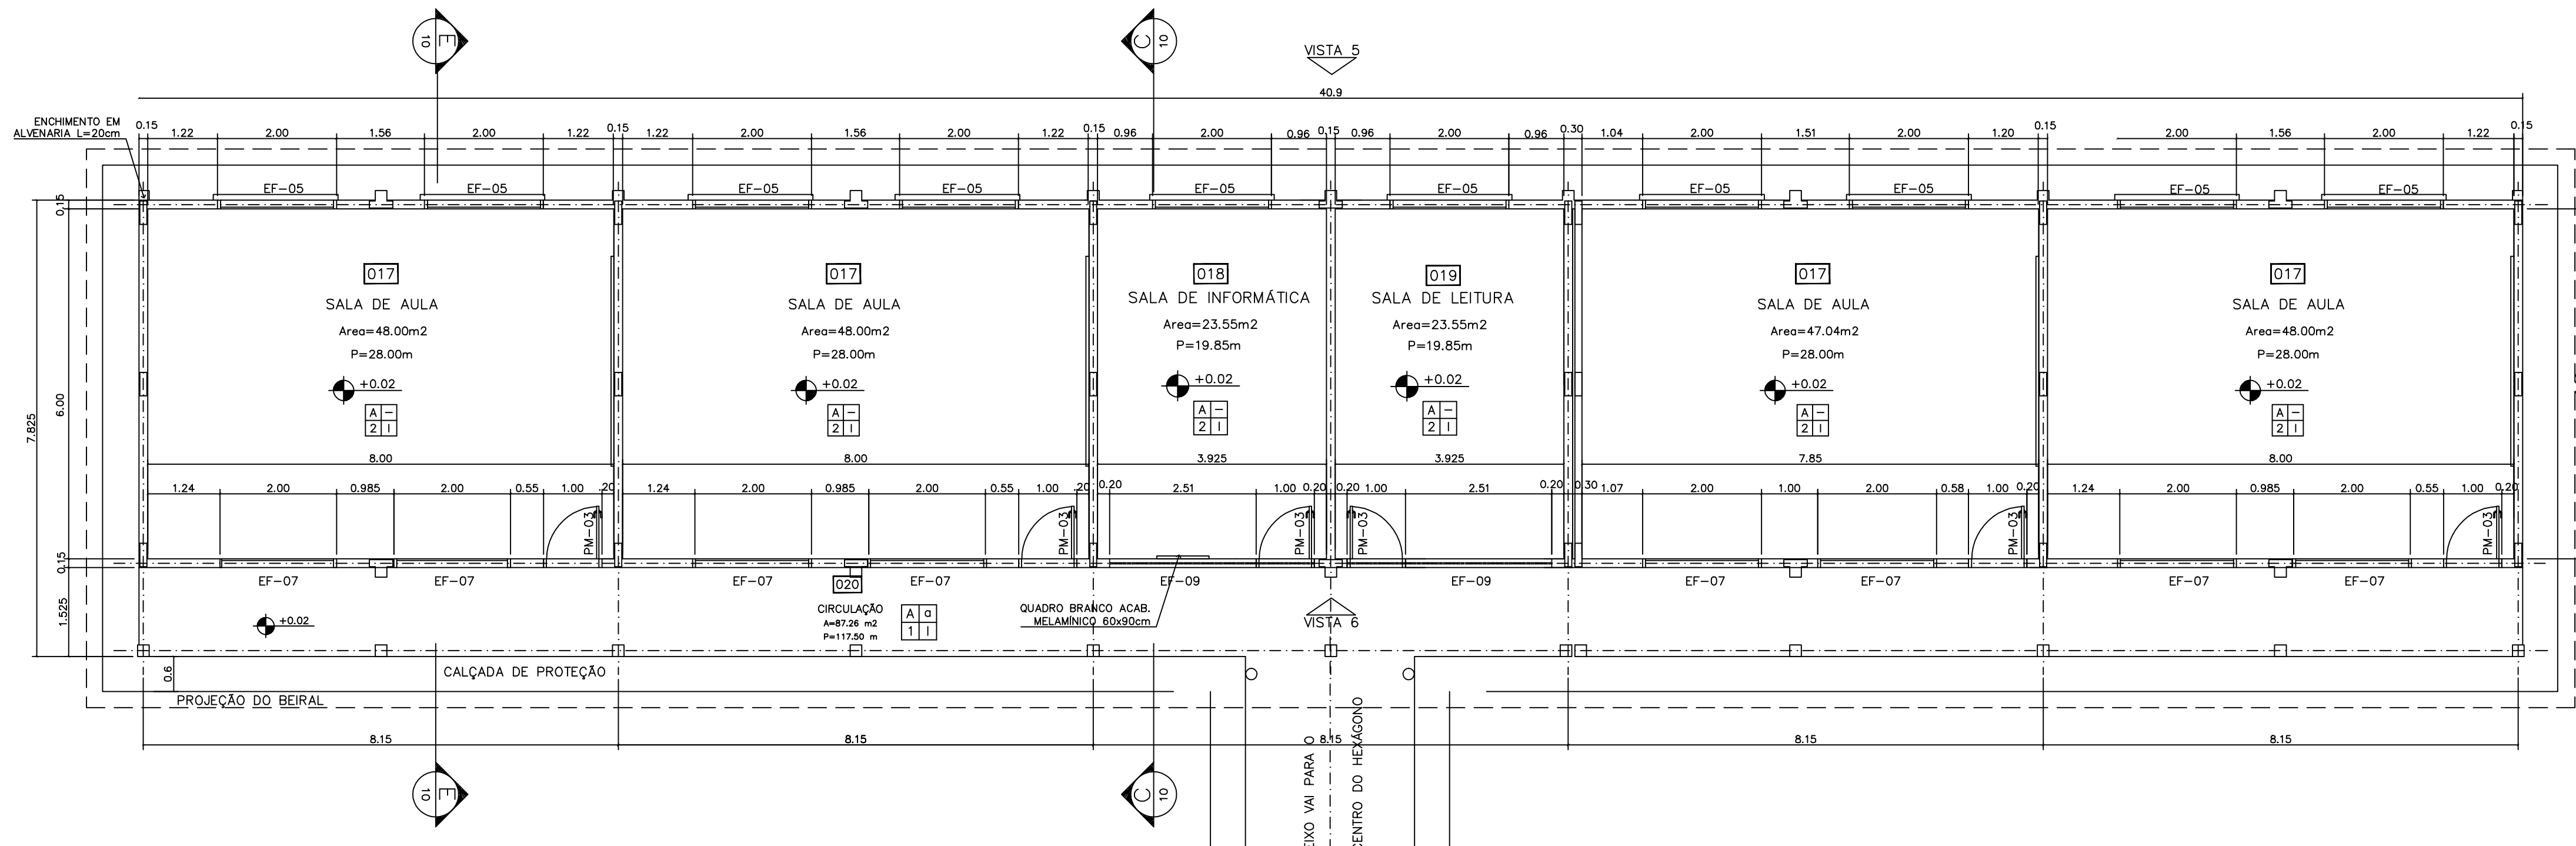 E
10
C
10
VISTA 5
40.9
ENCHIMENTO EM
ALVENARIA L=20cm
0.15 1.22 2.00 1.56 2.00 1.22 0.15 1.22 2.00 1.56 2.00 1.22 0.15 0.96 2.00 0.96 0.15 0.96 2.00 0.96 0.30 1.04 2.00 1.51 2.00 1.20 0.15 2.00 1.56 2.00 1.22 0.15
EF-05 EF-05 EF-05 EF-05 EF-05 EF-05 EF-05 EF-05 EF-05 EF-05
0.15
6.00
7.825
0.15
1.525
017
SALA DE AULA
Area=48.00m2
P=28.00m
+0.02
A –
2 I
017
SALA DE AULA
Area=48.00m2
P=28.00m
+0.02
A –
2 I
018
SALA DE INFORMÁTICA
Area=23.55m2
P=19.85m
+0.02
A –
2 I
019
SALA DE LEITURA
Area=23.55m2
P=19.85m
+0.02
A –
2 I
017
SALA DE AULA
Area=47.04m2
P=28.00m
+0.02
A –
2 I
017
SALA DE AULA
Area=48.00m2
P=28.00m
+0.02
A –
2 I
8.00 8.00 3.925 3.925 7.85 8.00
1.24 2.00 0.985 2.00 0.55 1.00 .20 1.24 2.00 0.985 2.00 0.55 1.00 .20 0.20 2.51 1.00 0.20 0.20 1.00 2.51 0.20 0.30 1.07 2.00 1.00 2.00 0.58 1.00 0.20 1.24 2.00 0.985 2.00 0.55 1.00 0.20
PM-03 PM-03 PM-03 PM-03 PM-03 PM-03
EF-07 EF-07 EF-07 EF-07 EF-09 EF-09 EF-07 EF-07 EF-07 EF-07
020
CIRCULAÇÃO
A=87.26 m2
P=117.50 m
A a
1 I
+0.02
QUADRO BRANCO ACAB.
MELAMÍNICO 60x90cm
VISTA 6
0.6
CALÇADA DE PROTEÇÃO
PROJEÇÃO DO BEIRAL
8.15 8.15 8.15 8.15 8.15
EIXO VAI PARA O
CENTRO DO HEXÁGONO
E
10
C
10